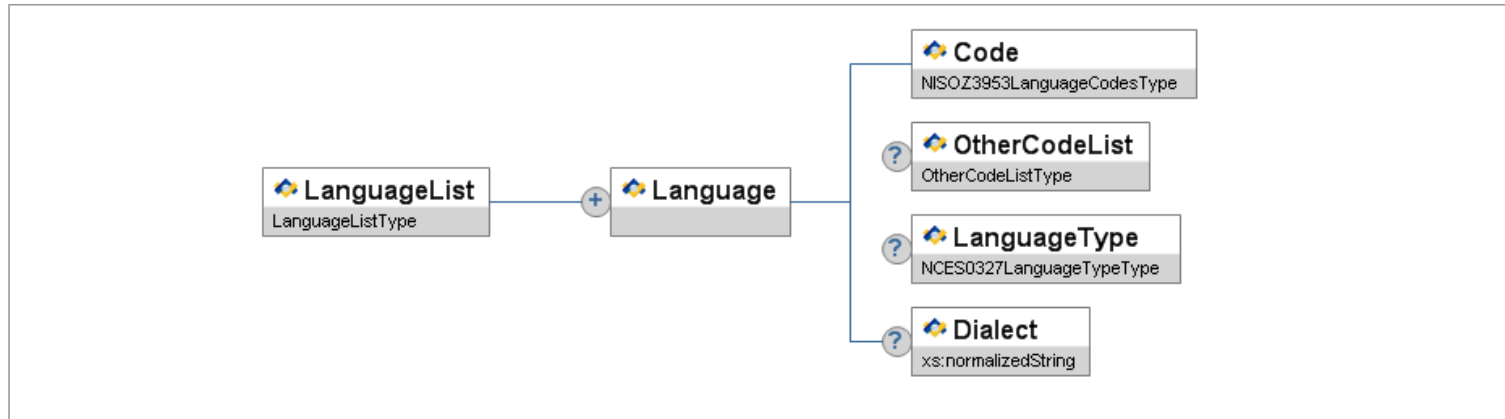 Code
NISOZ3953LanguageCodesType
?
OtherCodeList
OtherCodeListType
LanguageList
LanguageListType
+
Language
?
LanguageType
NCES0327LanguageTypeType
?
Dialect
xs:normalizedString